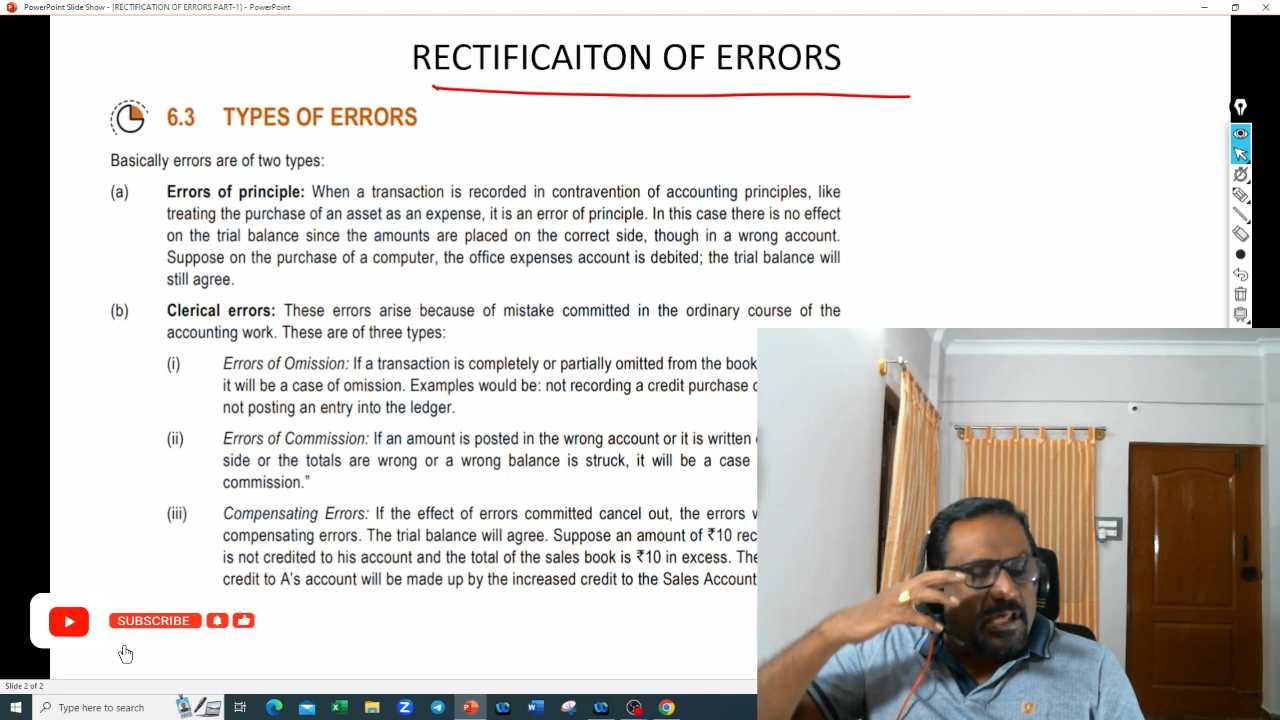 PowerPoint Slide Show - [RECTIFICATION OF ERRORS PART-1] - PowerPoint
RECTIFICAITON OF ERRORS
6.3 TYPES OF ERRORS
Basically errors are of two types:
(a) Errors of principle: When a transaction is recorded in contravention of accounting principles, like
treating the purchase of an asset as an expense, it is an error of principle. In this case there is no effect
on the trial balance since the amounts are placed on the correct side, though in a wrong account.
Suppose on the purchase of a computer, the office expenses account is debited; the trial balance will
still agree.
(b) Clerical errors: These errors arise because of mistake committed in the ordinary course of the
accounting work. These are of three types:
(i) Errors of Omission: If a transaction is completely or partially omitted from the book
it will be a case of omission. Examples would be: not recording a credit purchase
not posting an entry into the ledger.
(ii) Errors of Commission: If an amount is posted in the wrong account or it is written
side or the totals are wrong or a wrong balance is struck, it will be a case
commission.”
(iii) Compensating Errors: If the effect of errors committed cancel out, the errors
compensating errors. The trial balance will agree. Suppose an amount of ₹10 rec
is not credited to his account and the total of the sales book is ₹10 in excess. The
credit to A's account will be made up by the increased credit to the Sales Account
SUBSCRIBE
Slide 2 of 2
Type here to search